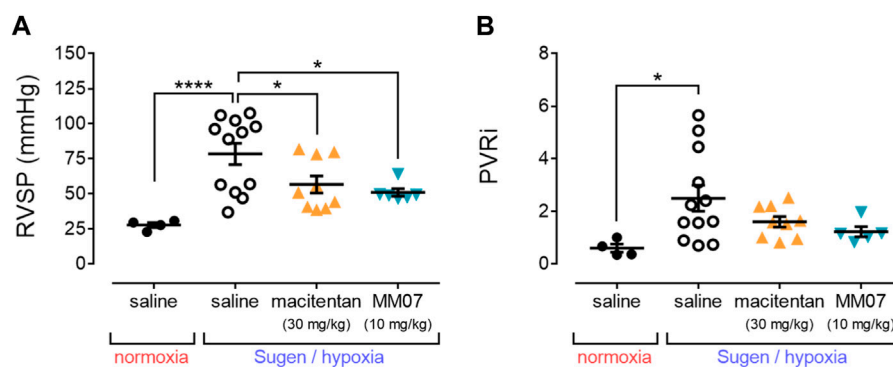 A
RVSP (mmHg)
150
125
100
75
50
25
0
****
*
*
saline
saline
macitentan
(30 mg/kg)
MM07
(10 mg/kg)
normoxia
Sugen / hypoxia
B
PVRi
8
6
4
2
0
*
saline
saline
macitentan
(30 mg/kg)
MM07
(10 mg/kg)
normoxia
Sugen / hypoxia